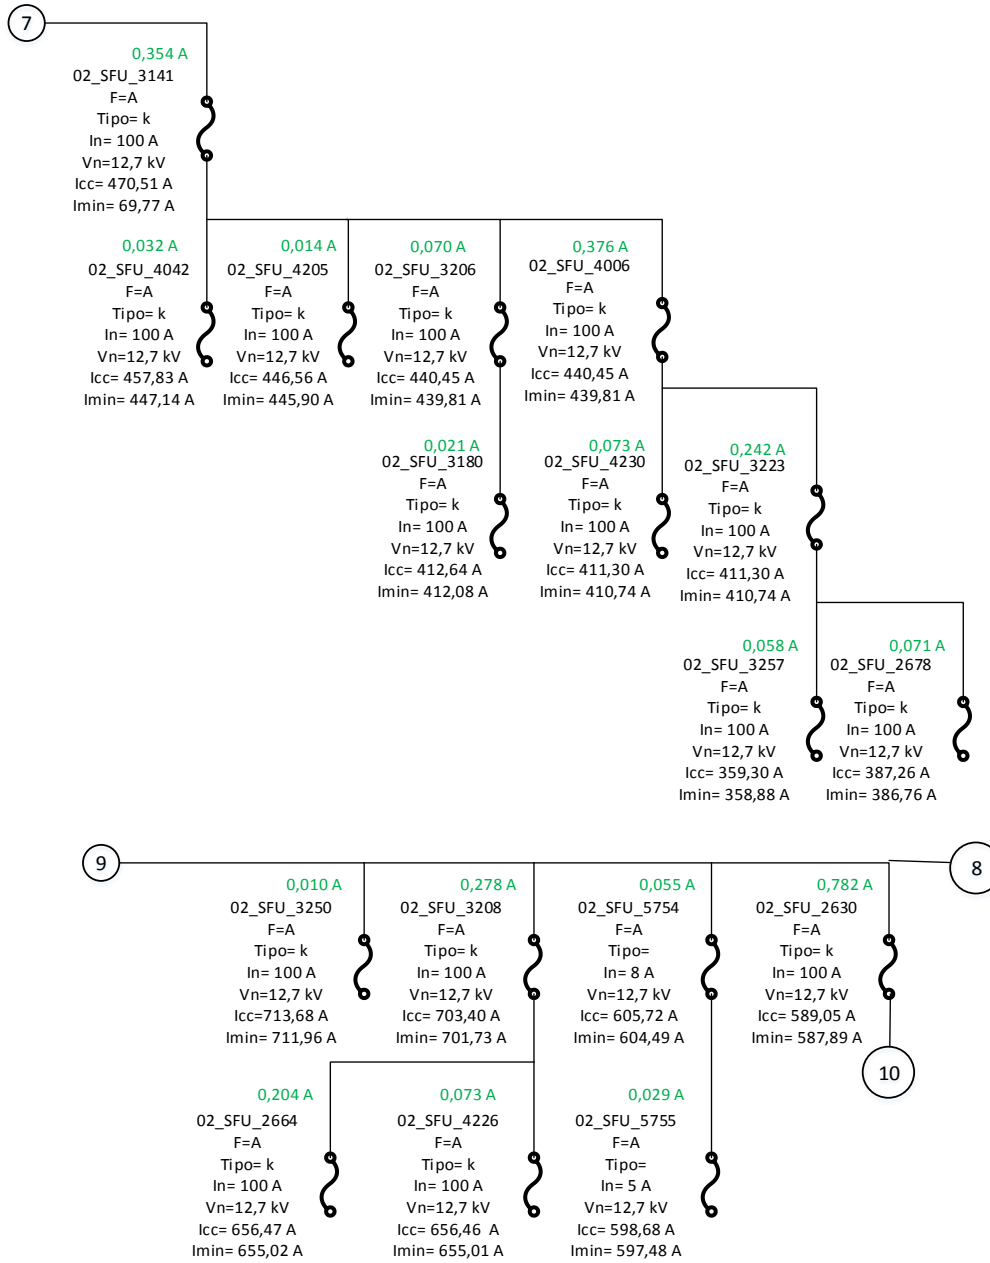 7
0,354 A
02_SFU_3141
F=A
Tipo= k
In= 100 A
Vn=12,7 kV
Icc= 470,51 A
Imin= 69,77 A
0,032 A
02_SFU_4042
F=A
Tipo= k
In= 100 A
Vn=12,7 kV
Icc= 457,83 A
Imin= 447,14 A
0,014 A
02_SFU_4205
F=A
Tipo= k
In= 100 A
Vn=12,7 kV
Icc= 446,56 A
Imin= 445,90 A
0,070 A
02_SFU_3206
F=A
Tipo= k
In= 100 A
Vn=12,7 kV
Icc= 440,45 A
Imin= 439,81 A
0,376 A
02_SFU_4006
F=A
Tipo= k
In= 100 A
Vn=12,7 kV
Icc= 440,45 A
Imin= 439,81 A
0,021 A
02_SFU_3180
F=A
Tipo= k
In= 100 A
Vn=12,7 kV
Icc= 412,64 A
Imin= 412,08 A
0,073 A
02_SFU_4230
F=A
Tipo= k
In= 100 A
Vn=12,7 kV
Icc= 411,30 A
Imin= 410,74 A
0,242 A
02_SFU_3223
F=A
Tipo= k
In= 100 A
Vn=12,7 kV
Icc= 411,30 A
Imin= 410,74 A
0,058 A
02_SFU_3257
F=A
Tipo= k
In= 100 A
Vn=12,7 kV
Icc= 359,30 A
Imin= 358,88 A
0,071 A
02_SFU_2678
F=A
Tipo= k
In= 100 A
Vn=12,7 kV
Icc= 387,26 A
Imin= 386,76 A
9
8
0,010 A
02_SFU_3250
F=A
Tipo= k
In= 100 A
Vn=12,7 kV
Icc=713,68 A
Imin= 711,96 A
0,278 A
02_SFU_3208
F=A
Tipo= k
In= 100 A
Vn=12,7 kV
Icc= 703,40 A
Imin= 701,73 A
0,055 A
02_SFU_5754
F=A
Tipo=
In= 8 A
Vn=12,7 kV
Icc= 605,72 A
Imin= 604,49 A
0,782 A
02_SFU_2630
F=A
Tipo= k
In= 100 A
Vn=12,7 kV
Icc= 589,05 A
Imin= 587,89 A
10
0,204 A
02_SFU_2664
F=A
Tipo= k
In= 100 A
Vn=12,7 kV
Icc= 656,47 A
Imin= 655,02 A
0,073 A
02_SFU_4226
F=A
Tipo= k
In= 100 A
Vn=12,7 kV
Icc= 656,46 A
Imin= 655,01 A
0,029 A
02_SFU_5755
F=A
Tipo=
In= 5 A
Vn=12,7 kV
Icc= 598,68 A
Imin= 597,48 A